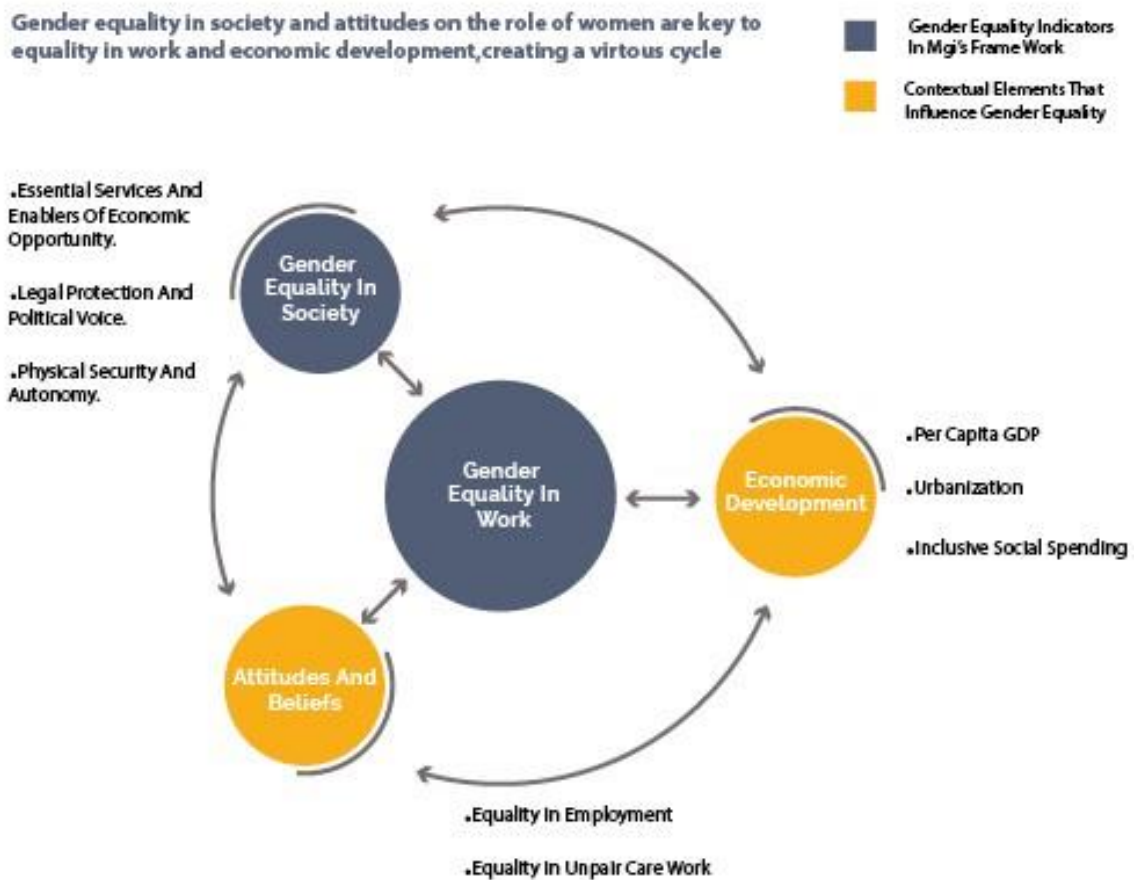 Gender equality in society and attitudes on the role of women are key to
equality in work and economic development,creating a virtous cycle
Gender Equality Indicators
In Mgi's Frame Work
Contextual Elements That
Influence Gender Equality
.Essential Services And
Enablers Of Economic
Opportunity.
.Legal Protection And
Political Voice.
.Physical Security And
Autonomy.
Gender
Equality In
Society
Gender
Equality In
Work
Economic
Development
.Per Capita GDP
.Urbanization
.Inclusive Social Spending
Attitudes And
Beliefs
.Equality In Employment
.Equality In Unpair Care Work